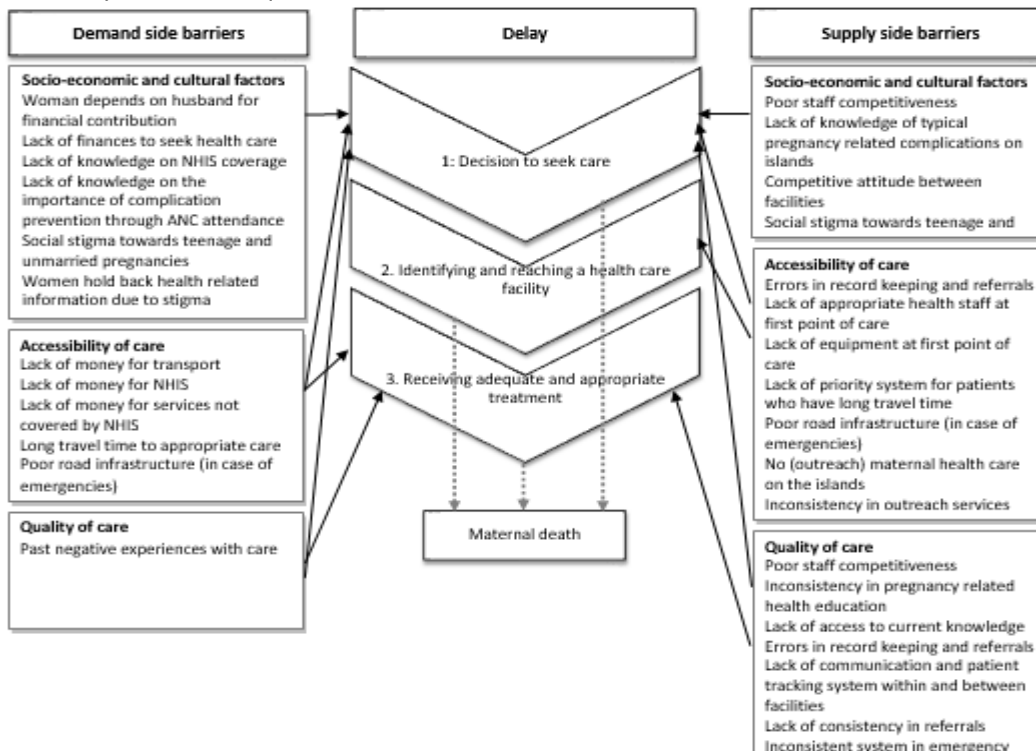 Demand side barriers
Delay
Supply side barriers
Socio-economic and cultural factors
Woman depends on husband for
financial contribution
Lack of finances to seek health care
Lack of knowledge on NHIS coverage
Lack of knowledge on the
importance of complication
prevention through ANC attendance
Social stigma towards teenage and
unmarried pregnancies
Women hold back health related
information due to stigma
Accessibility of care
Lack of money for transport
Lack of money for NHIS
Lack of money for services not
covered by NHIS
Long travel time to appropriate care
Poor road infrastructure (in case of
emergencies)
Quality of care
Past negative experiences with care
1: Decision to seek care
2. Identifying and reaching a health care
facility
3. Receiving adequate and appropriate
treatment
Maternal death
Socio-economic and cultural factors
Poor staff competitiveness
Lack of knowledge of typical
pregnancy related complications on
islands
Competitive attitude between
facilities
Social stigma towards teenage and
Accessibility of care
Errors in record keeping and referrals
Lack of appropriate health staff at
first point of care
Lack of equipment at first point of
care
Lack of priority system for patients
who have long travel time
Poor road infrastructure (in case of
emergencies)
No (outreach) maternal health care
on the islands
Inconsistency in outreach services
Quality of care
Poor staff competitiveness
Inconsistency in pregnancy related
health education
Lack of access to current knowledge
Errors in record keeping and referrals
Lack of communication and patient
tracking system within and between
facilities
Lack of consistency in referrals
Inconsistent system in emergency